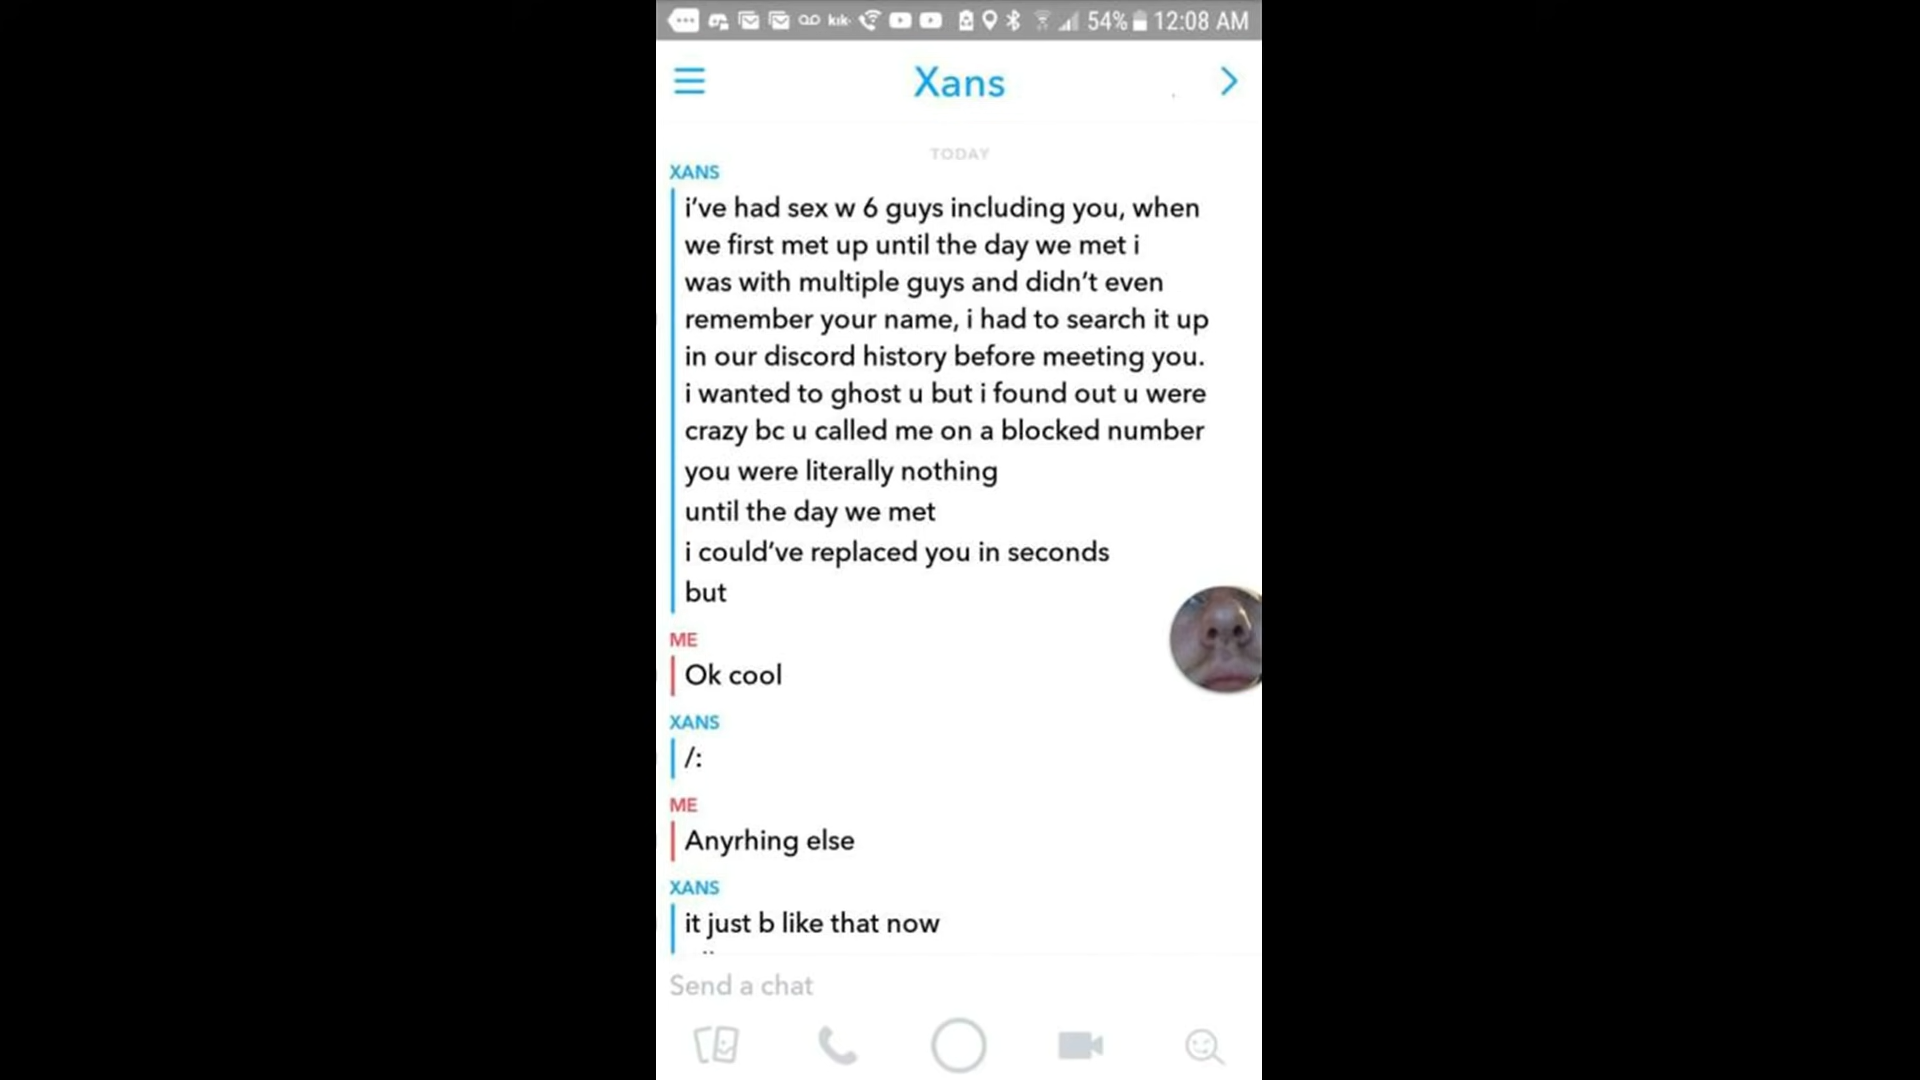 kik
54% 12:08 AM
Xans
TODAY
XANS
i've had sex w 6 guys including you, when
we first met up until the day we met i
was with multiple guys and didn't even
remember your name, i had to search it up
in our discord history before meeting you.
i wanted to ghost u but i found out u were
crazy bc u called me on a blocked number
you were literally nothing
until the day we met
i could've replaced you in seconds
but
ME
Ok cool
XANS
/:
ME
Anyrhing else
XANS
it just b like that now
Send a chat